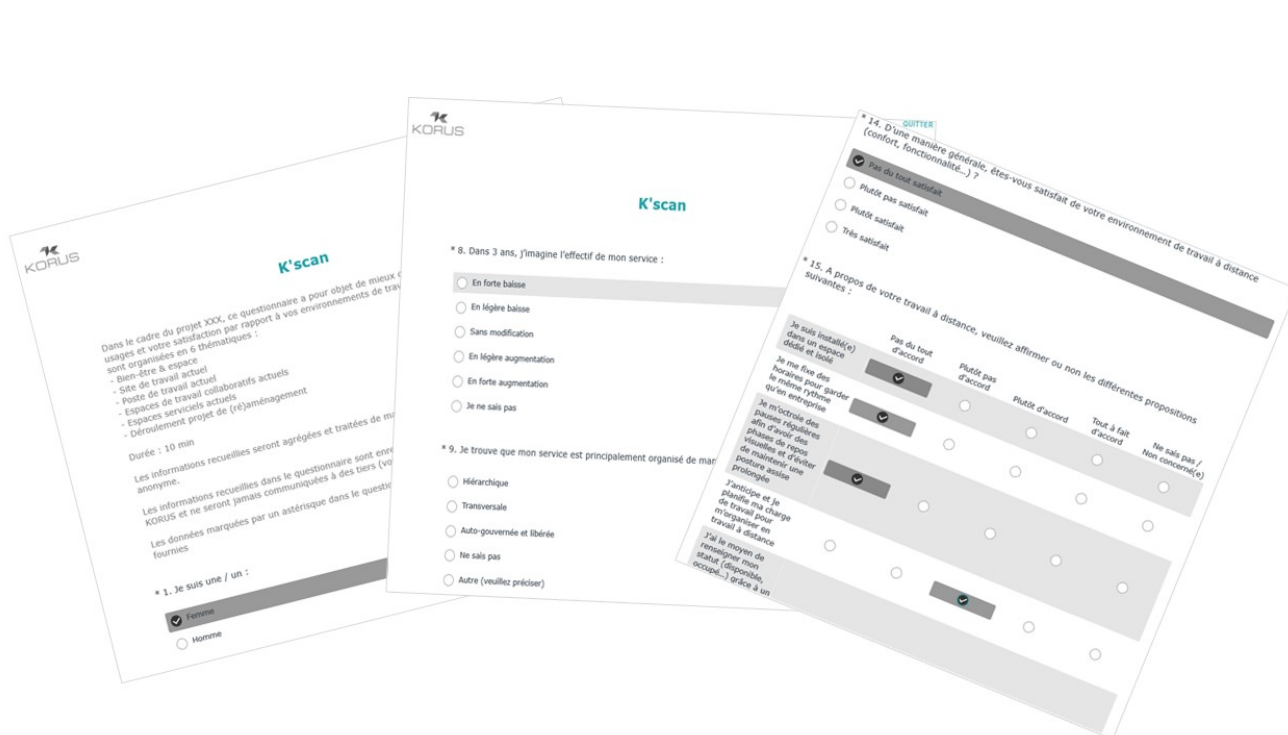 KORUS
K'scan
Dans le cadre du projet XXX, ce questionnaire a pour objet de mieux
usages et votre satisfaction par rapport à vos environnements de
sont organisées en 6 thématiques :
- Bien-être & espace
- Site de travail actuel
- Poste de travail actuel
- Espaces de travail collaboratifs actuels
- Espaces serviciels actuels
- Déroulement projet de (ré)aménagement
Durée : 10 min
Les informations recueillies seront agrégées et traitées de
anonyme.
Les informations recueillies dans le questionnaire sont
KORUS et ne seront jamais communiquées à des tiers
Les données marquées par un astérisque dans le
fournies
* 1. Je suis une / un :
Femme
Homme
KORUS
QUITTER
K'scan
* 8. Dans 3 ans, j'imagine l'effectif de mon service :
En forte baisse
En légère baisse
Sans modification
En légère augmentation
En forte augmentation
Je ne sais pas
* 9. Je trouve que mon service est principalement organisé de
Hiérarchique
Transversale
Auto-gouvernée et libérée
Ne sais pas
Autre (veuillez préciser)
* 14. D'une manière générale, êtes-vous satisfait de votre environnement de travail à distance
(confort, fonctionnalité...) ?
Pas du tout satisfait
Plutôt pas satisfait
Plutôt satisfait
Très satisfait
* 15. A propos de votre travail à distance, veuillez affirmer ou non les différentes propositions
suivantes :
Pas du tout
d'accord
Plutôt pas
d'accord
Plutôt d'accord
Tout à fait
d'accord
Ne sais pas /
Non concerné(e)
Je suis installé(e)
dans un espace
dédié et isolé
Je me fixe des
horaires pour garder
le même rythme
qu'en entreprise
Je m'octroie des
pauses régulières
afin d'avoir des
phases de repos
visuelles et d'éviter
de maintenir une
posture assise
prolongée
J'anticipe et je
planifie ma charge
de travail pour
m'organiser en
travail à distance
J'ai le moyen de
renseigner mon
statut (disponible,
occupé...) grâce à un